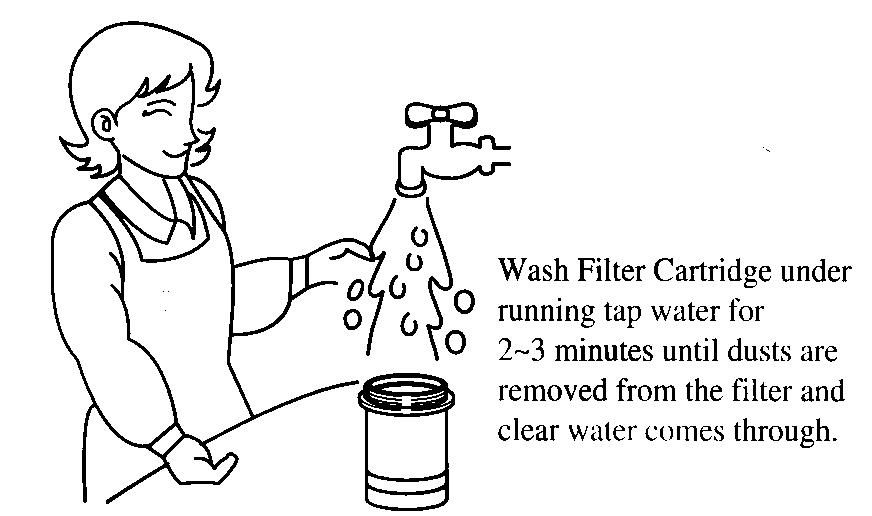 Wash Filter Cartridge under
running tap water for
2~3 minutes until dusts are
removed from the filter and
clear water comes through.